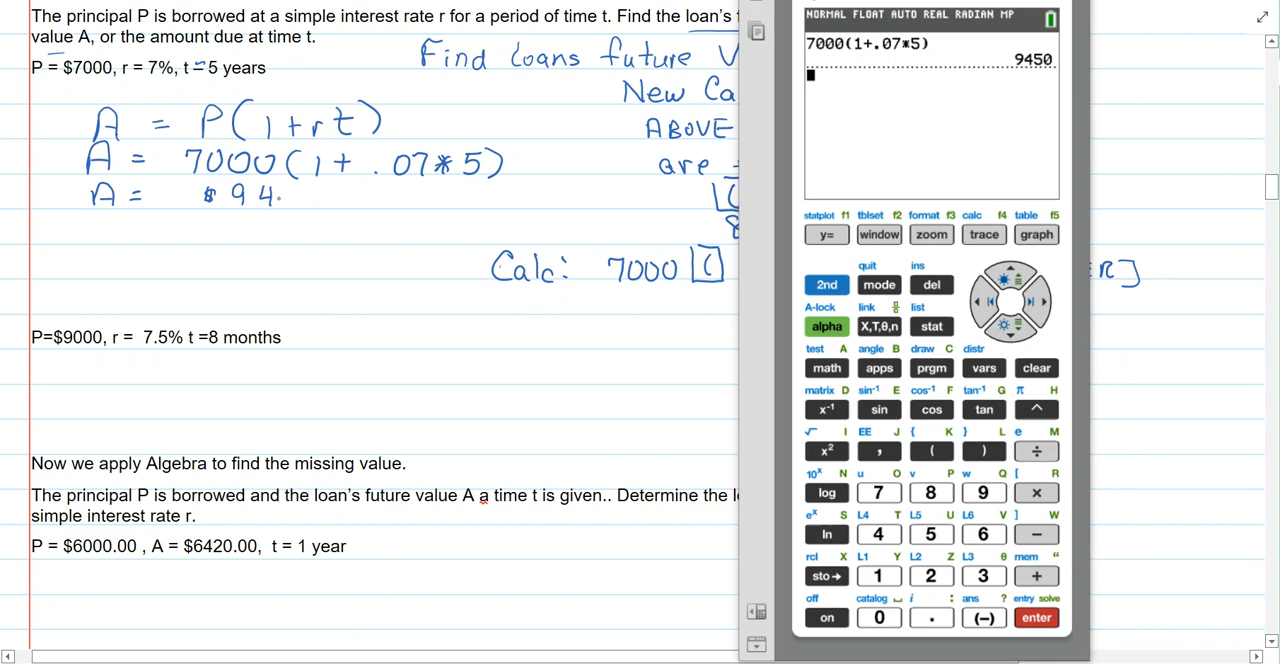 The principal P is borrowed at a simple interest rate r for a period of time t. Find the loan's
value A, or the amount due at time t.
P = $7000, r = 7%, t = 5 years
Find loans future V
New Ca
A = P(1+rt)
ABOVE
A = 7000(1+.07*5)
are
A = $94.
Calc: 7000 [(]
ER]
P=$9000, r = 7.5% t =8 months
Now we apply Algebra to find the missing value.
The principal P is borrowed and the loan's future value A a time t is given.. Determine the
simple interest rate r.
P = $6000.00 , A = $6420.00, t = 1 year
NORMAL FLOAT AUTO REAL RADIAN MP
7000(1+.07*5)
9450
statplot f1 tblset f2 format f3 calc f4 table f5
y= window zoom trace graph
quit ins
2nd mode del
A-lock link list
alpha X,T,θ,n stat
test A angle B draw C distr
math apps prgm vars clear
matrix D sin⁻¹ E cos⁻¹ F tan⁻¹ G π H
x⁻¹ sin cos tan ^
√ I EE J { K } L e M
x² , ( ) ÷
10ˣ N u O v P w Q [ R
log 7 8 9 ×
eˣ S L4 T L5 U L6 V ] W
ln 4 5 6 −
rcl X L1 Y L2 Z L3 θ mem "
sto→ 1 2 3 +
off catalog ⎵ i : ans ? entry solve
on 0 . (−) enter